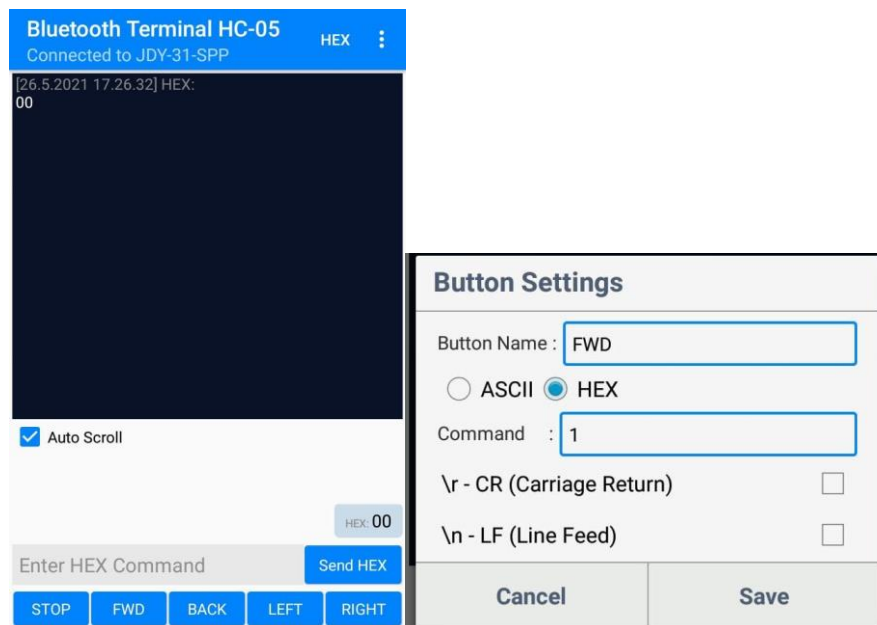 Bluetooth Terminal HC-05
HEX
Connected to JDY-31-SPP
[26.5.2021 17.26.32] HEX:
00
Auto Scroll
HEX: 00
Enter HEX Command
Send HEX
STOP FWD BACK LEFT RIGHT
Button Settings
Button Name : FWD
ASCII HEX
Command : 1
\r - CR (Carriage Return)
\n - LF (Line Feed)
Cancel Save